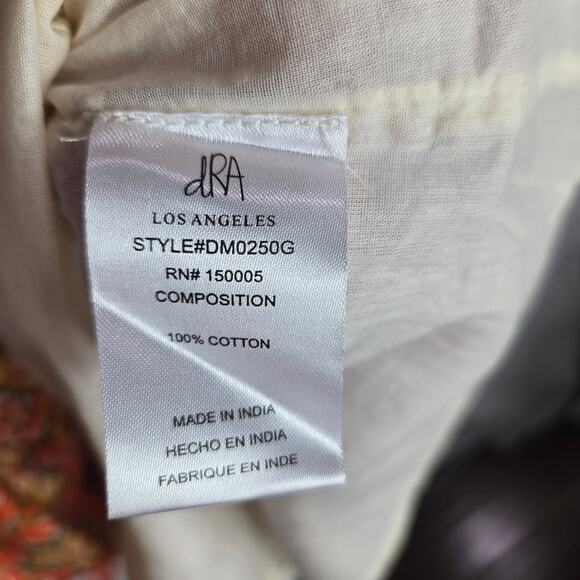 dRA
LOS ANGELES
STYLE#DM0250G
RN# 150005
COMPOSITION
100% COTTON
MADE IN INDIA
HECHO EN INDIA
FABRIQUE EN INDE